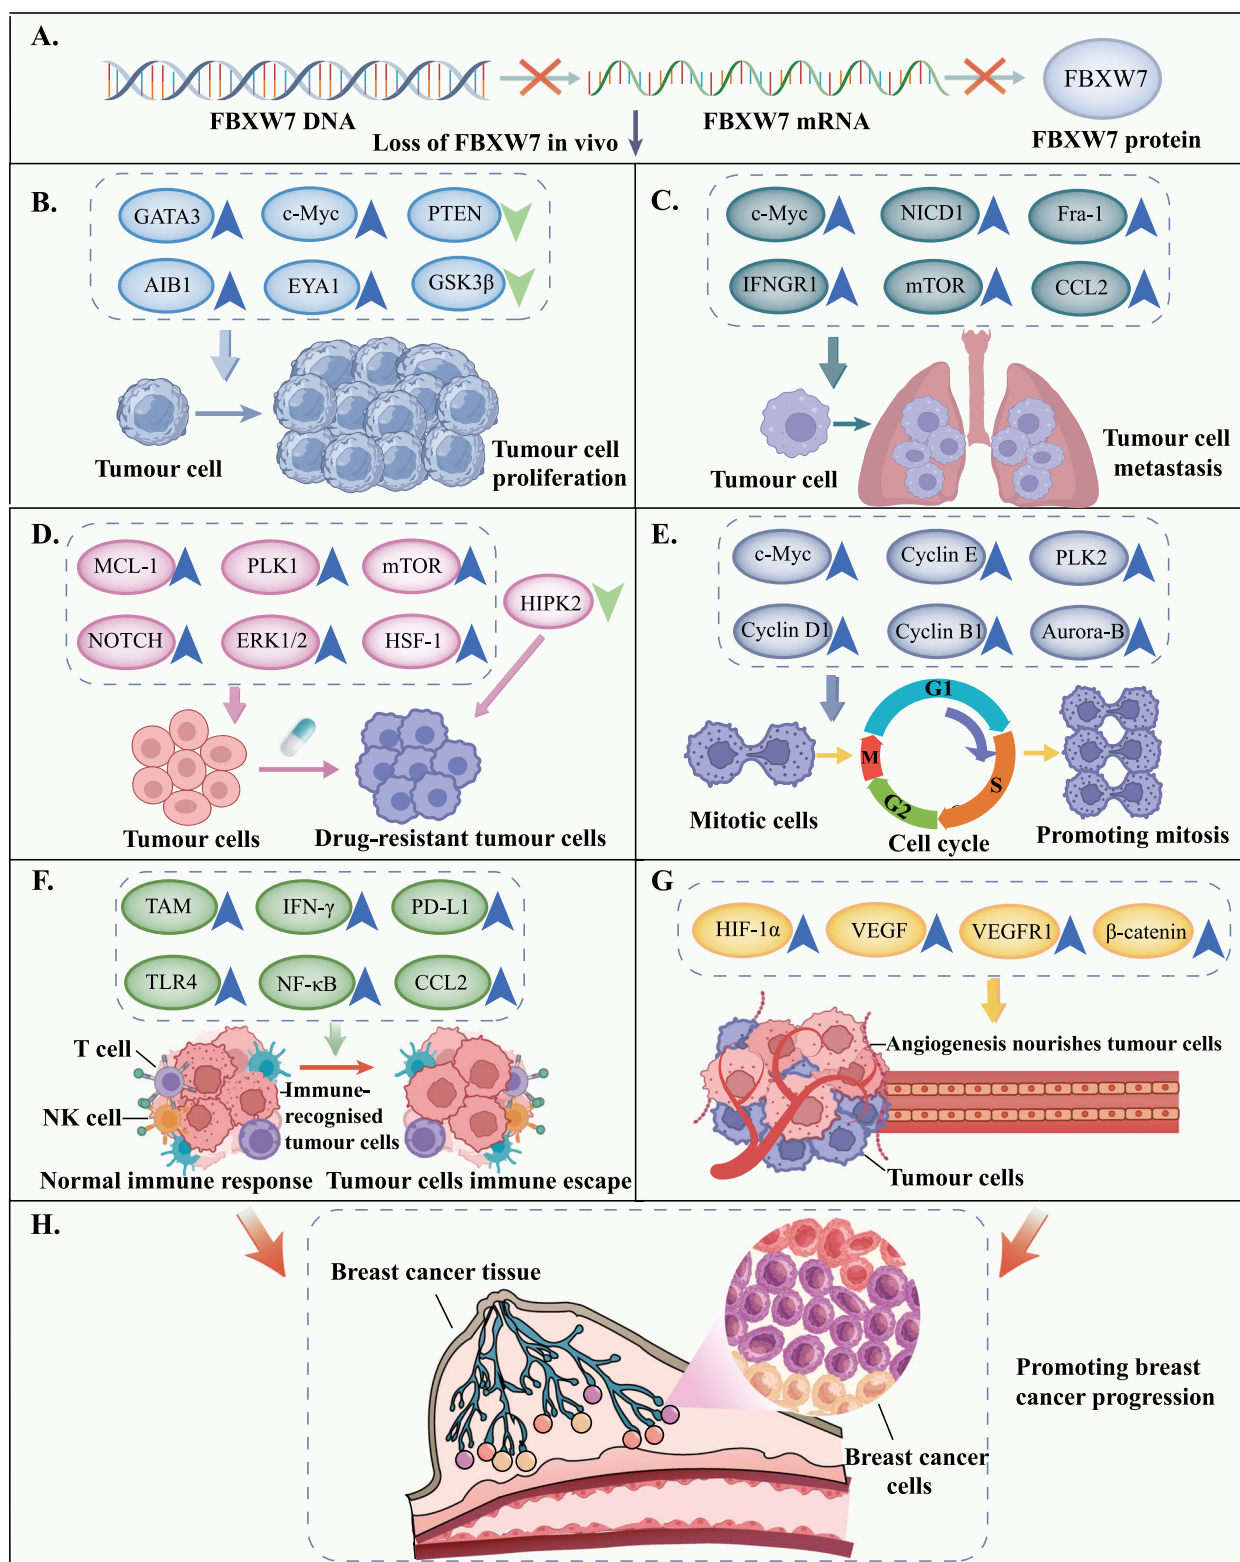 A.
FBXW7 DNA
FBXW7 mRNA
FBXW7
FBXW7 protein
Loss of FBXW7 in vivo
B.
GATA3
c-Myc
PTEN
AIB1
EYA1
GSK3β
Tumour cell
Tumour cell
proliferation
C.
c-Myc
NICD1
Fra-1
IFNGR1
mTOR
CCL2
Tumour cell
Tumour cell
metastasis
D.
MCL-1
PLK1
mTOR
HIPK2
NOTCH
ERK1/2
HSF-1
Tumour cells
Drug-resistant tumour cells
E.
c-Myc
Cyclin E
PLK2
Cyclin D1
Cyclin B1
Aurora-B
G1
S
G2
M
Mitotic cells
Cell cycle
Promoting mitosis
F.
TAM
IFN-γ
PD-L1
TLR4
NF-κB
CCL2
T cell
NK cell
Immune-
recognised
tumour cells
Normal immune response
Tumour cells immune escape
G
HIF-1α
VEGF
VEGFR1
β-catenin
Angiogenesis nourishes tumour cells
Tumour cells
H.
Breast cancer tissue
Breast cancer
cells
Promoting breast
cancer progression